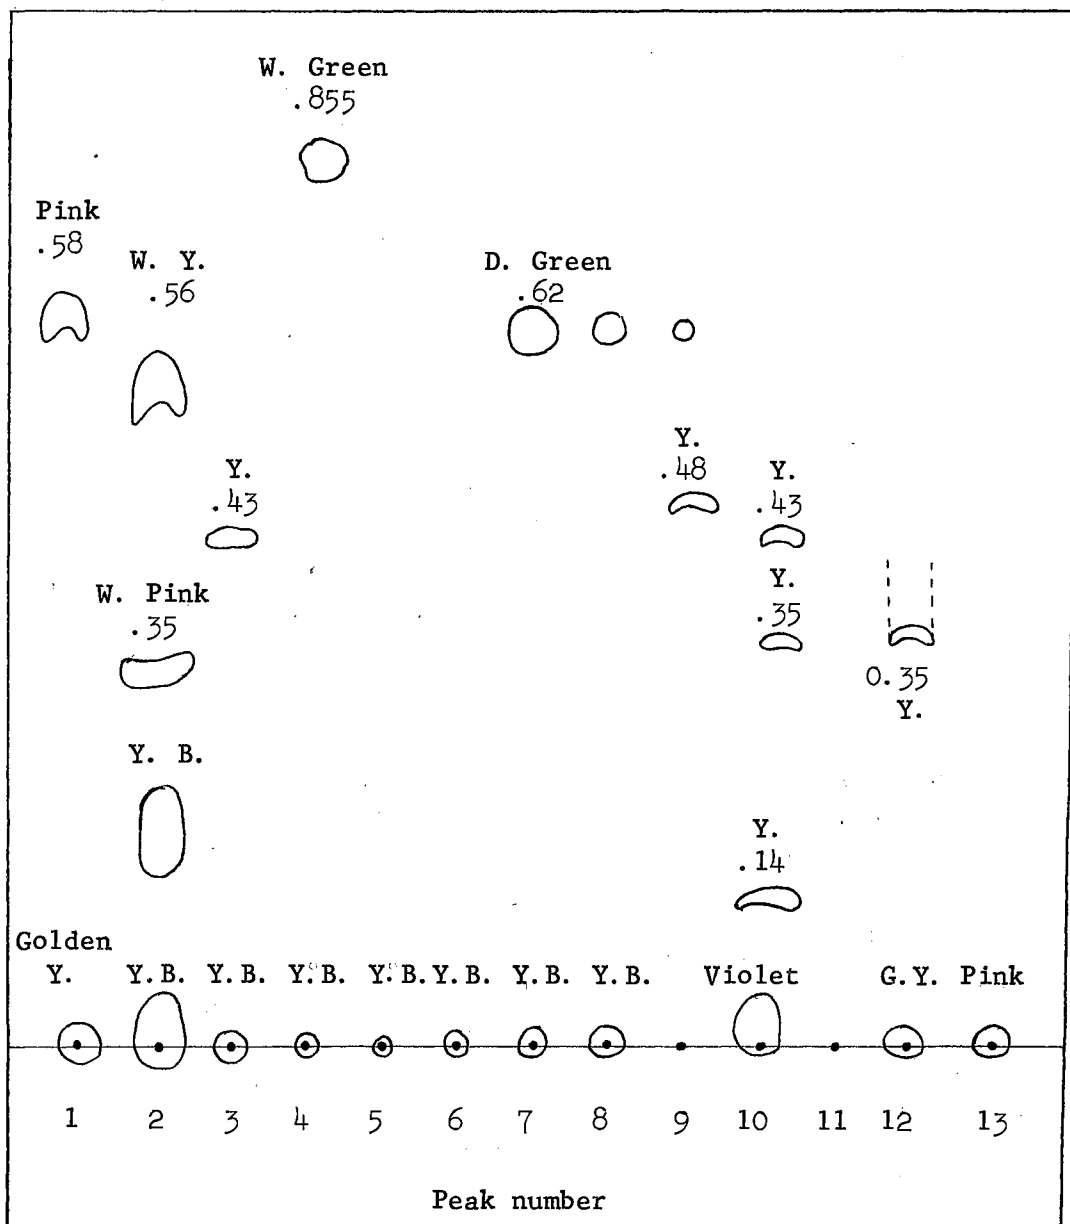 W. Green
.855
Pink
.58
W. Y.
.56
D. Green
.62
Y.
.43
Y.
.48
Y.
.43
W. Pink
.35
Y.
.35
0.35
Y.
Y. B.
Y.
.14
Golden
Y. Y.B. Y.B. Y.B. Y.B. Y.B. Y.B. Y.B. Violet G.Y. Pink
1 2 3 4 5 6 7 8 9 10 11 12 13
Peak number